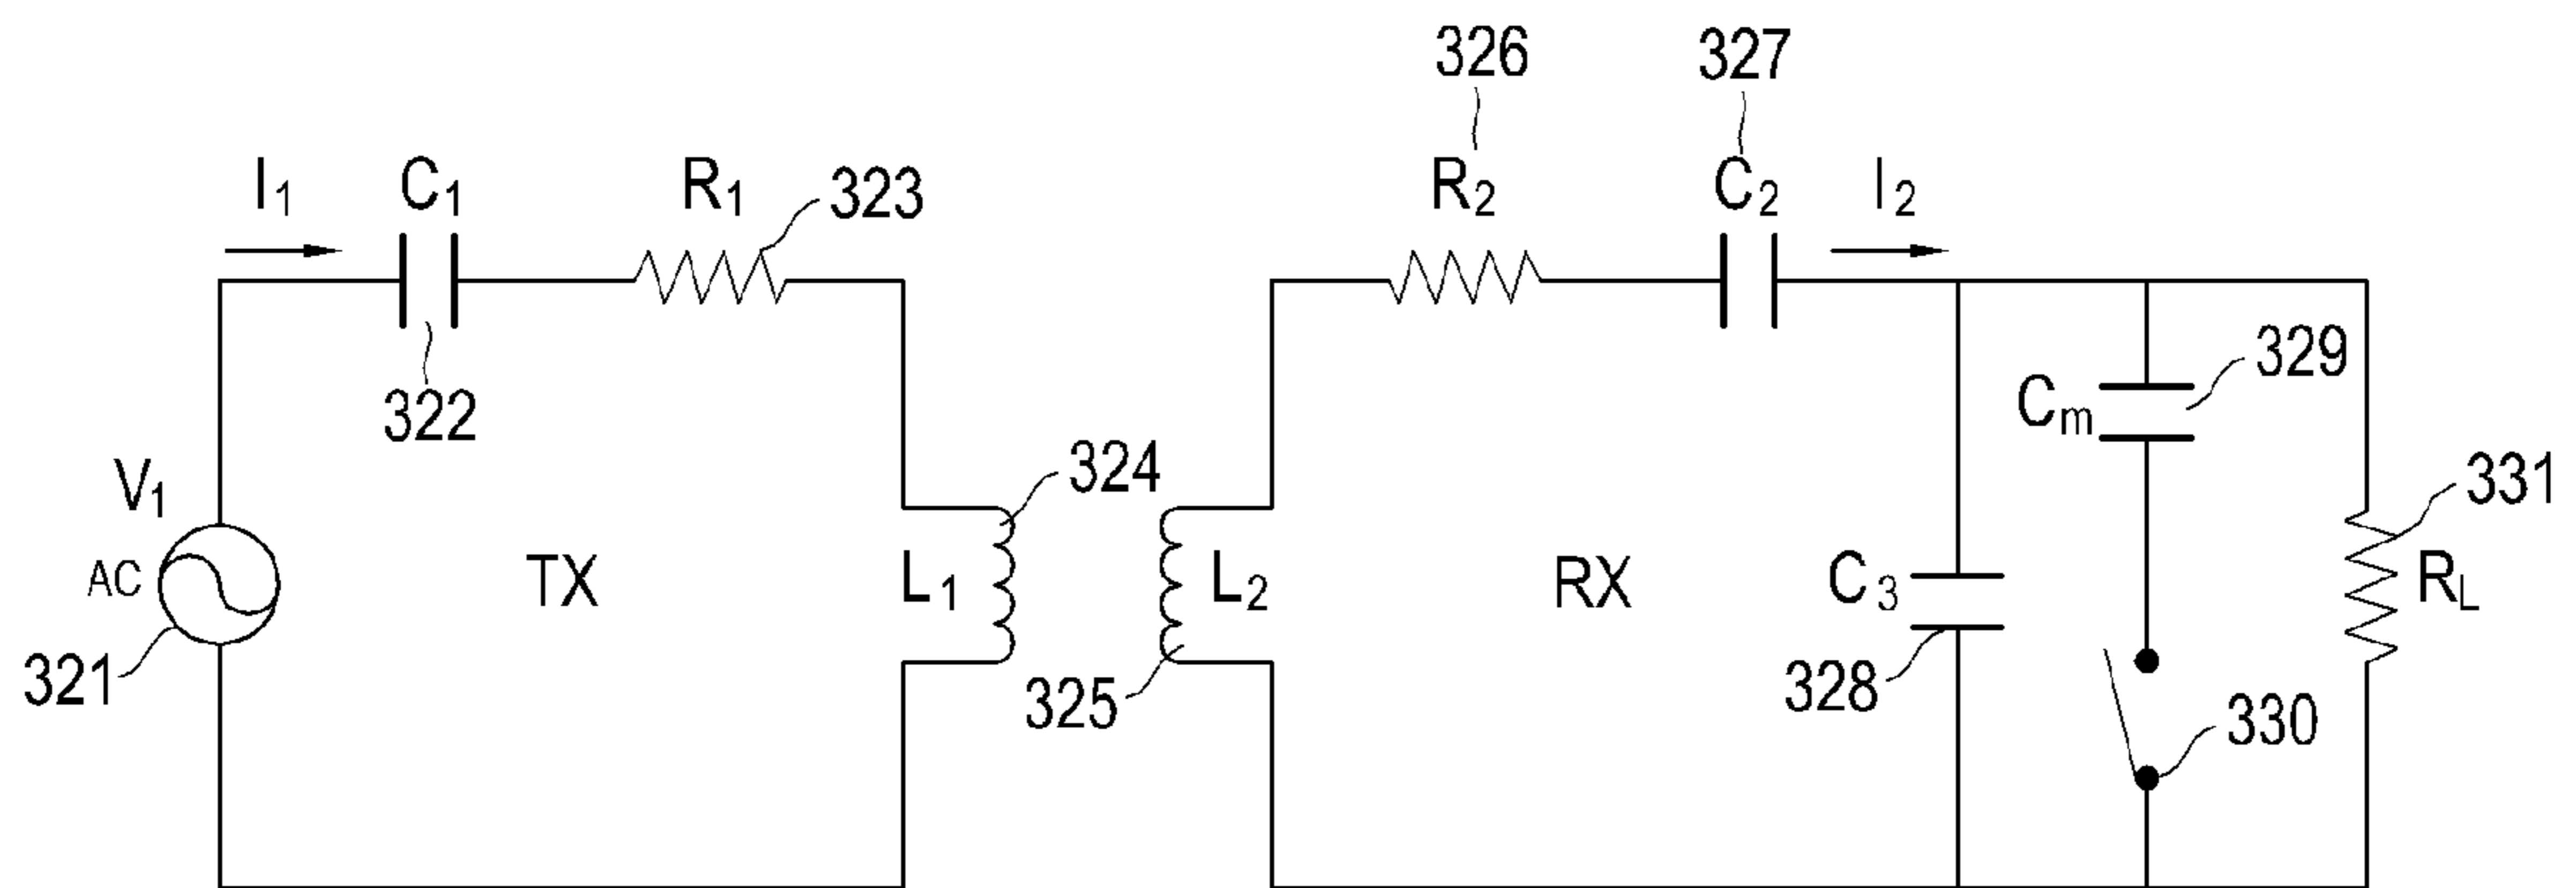 326 327
I₁ C₁ R₁ 323 R₂ C₂ I₂
322
329
Cₘ
V₁ 324 331
AC TX L₁ L₂ RX C₃ R_L
321 325 328 330